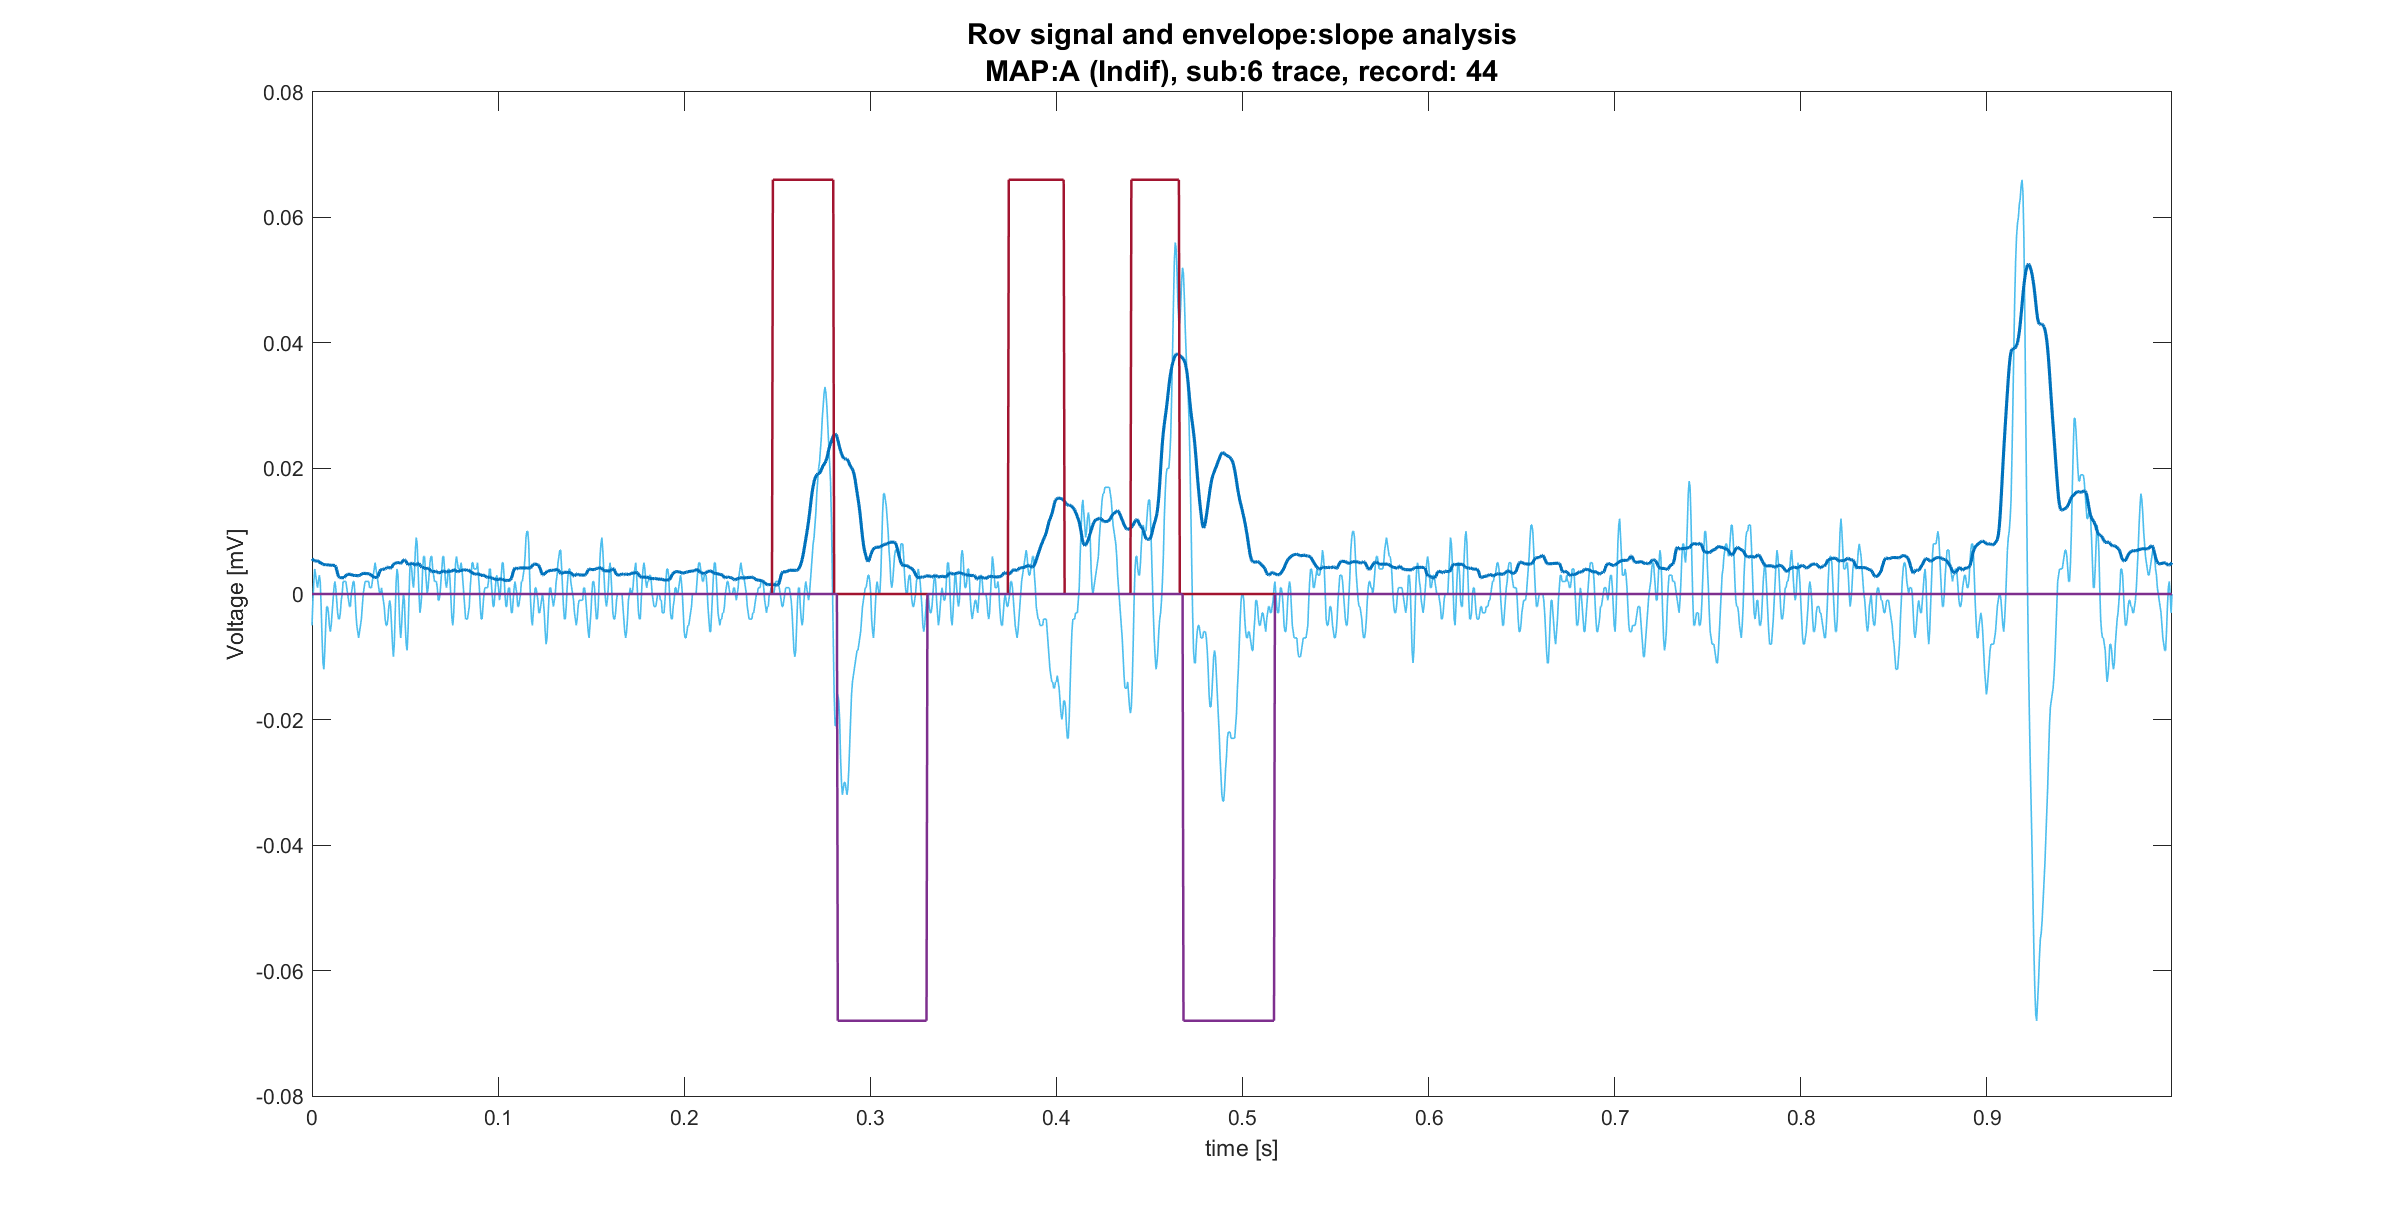 Rov signal and envelope:slope analysis
MAP:A (Indif), sub:6 trace, record: 44
0.08
0.06
0.04
0.02
0
-0.02
-0.04
-0.06
-0.08
Voltage [mV]
0 0.1 0.2 0.3 0.4 0.5 0.6 0.7 0.8 0.9
time [s]